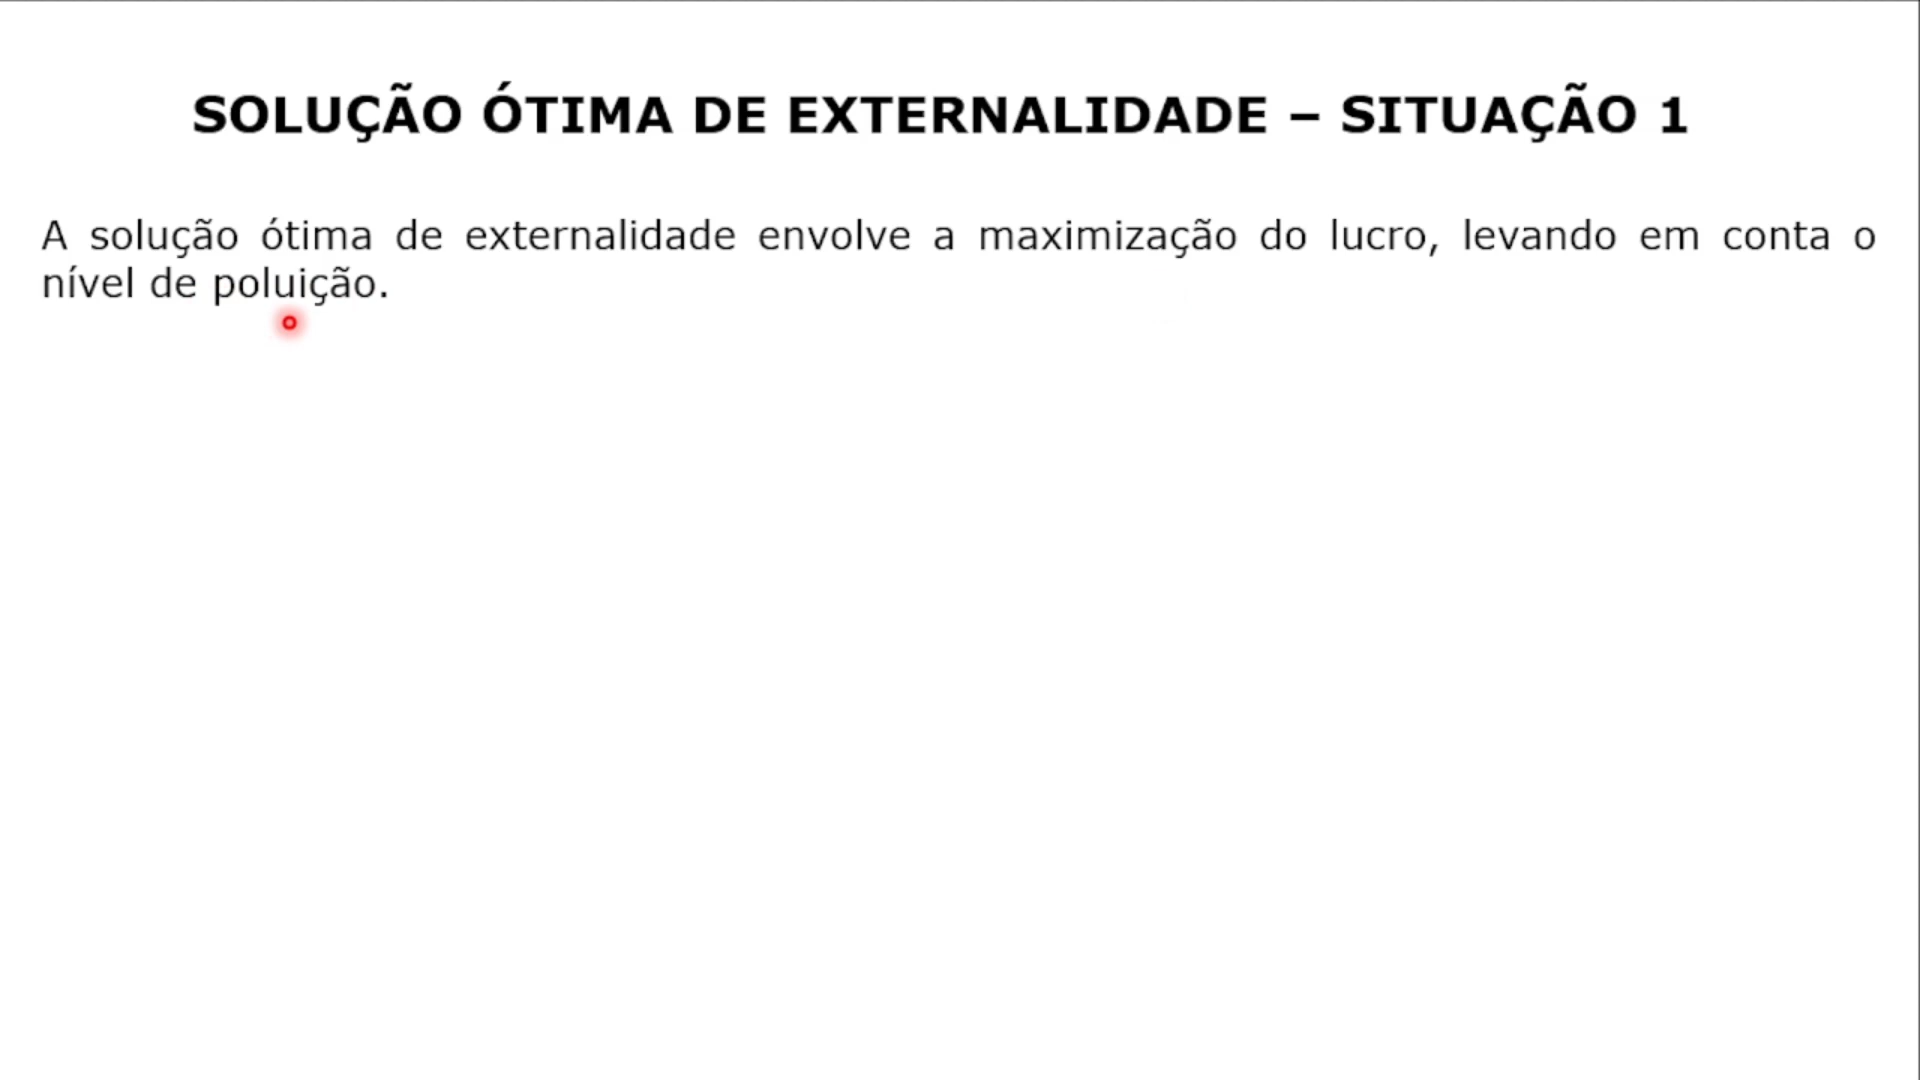 SOLUÇÃO ÓTIMA DE EXTERNALIDADE – SITUAÇÃO 1
A solução ótima de externalidade envolve a maximização do lucro, levando em conta o
nível de poluição.